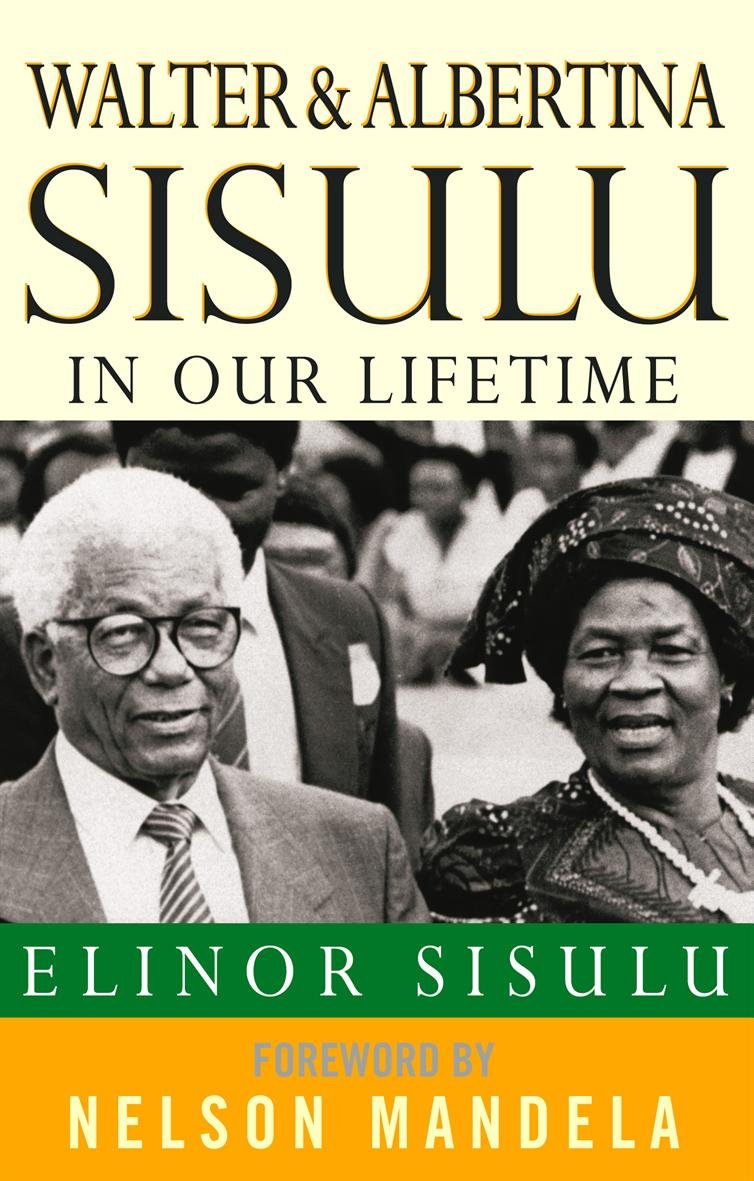 WALTER & ALBERTINA
SISULU
IN OUR LIFETIME
ELINOR SISULU
FOREWORD BY
NELSON MANDELA